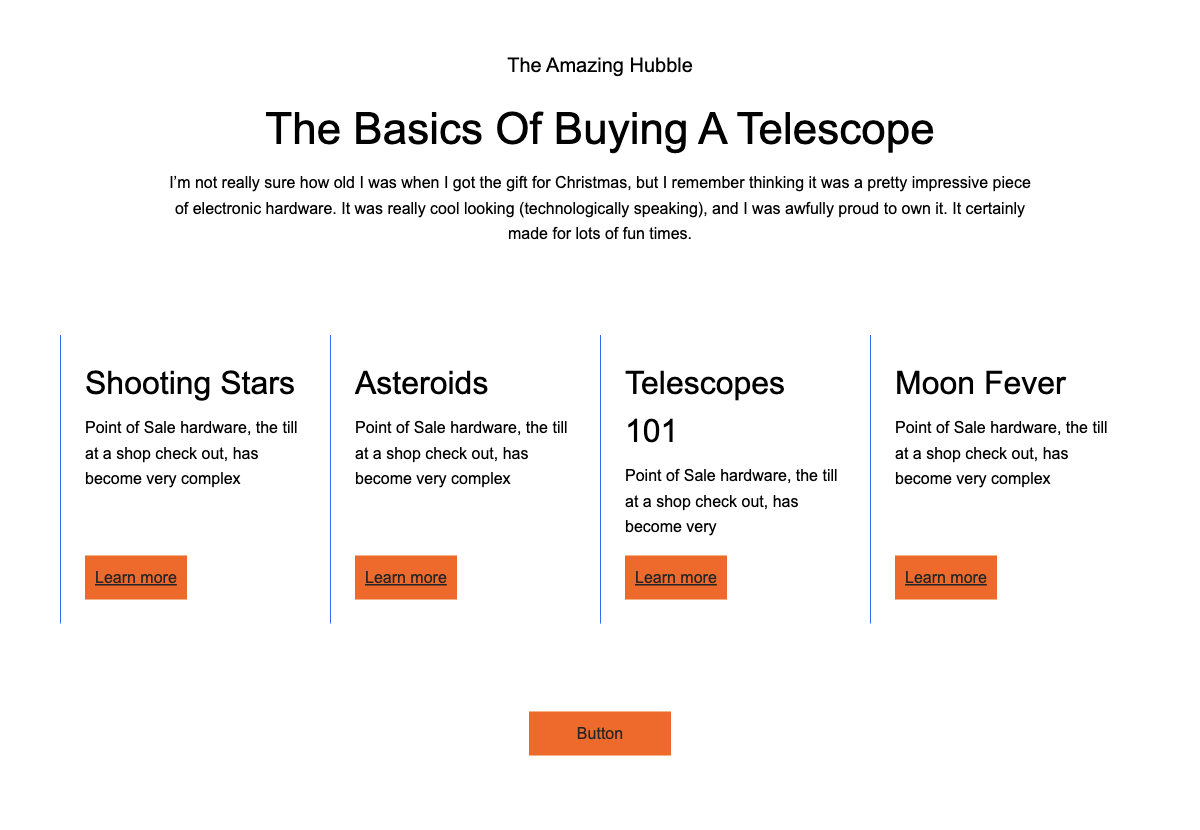 The Amazing Hubble
The Basics Of Buying A Telescope
I’m not really sure how old I was when I got the gift for Christmas, but I remember thinking it was a pretty impressive piece
of electronic hardware. It was really cool looking (technologically speaking), and I was awfully proud to own it. It certainly
made for lots of fun times.
Shooting Stars
Point of Sale hardware, the till
at a shop check out, has
become very complex
Learn more
Asteroids
Point of Sale hardware, the till
at a shop check out, has
become very complex
Learn more
Telescopes
101
Point of Sale hardware, the till
at a shop check out, has
become very
Learn more
Moon Fever
Point of Sale hardware, the till
at a shop check out, has
become very complex
Learn more
Button